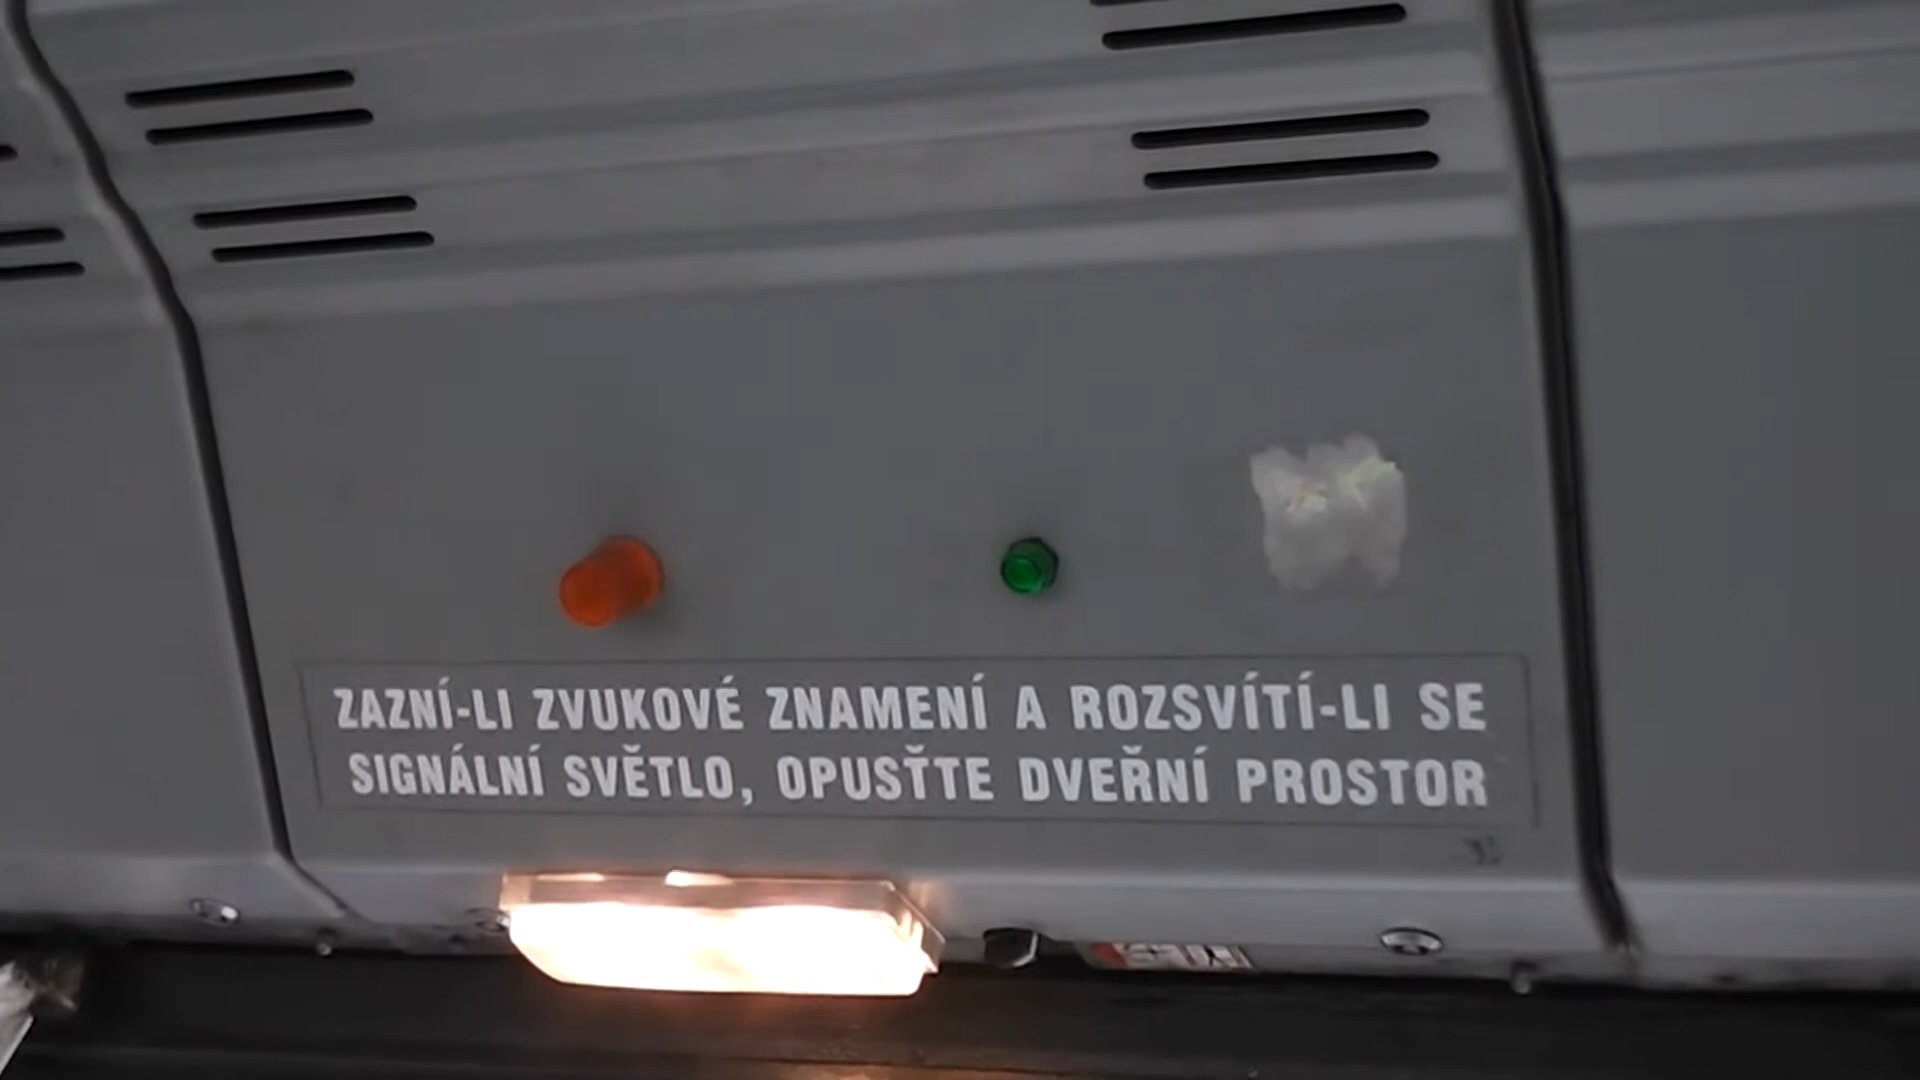 ZAZNÍ-LI ZVUKOVÉ ZNAMENÍ A ROZSVÍTÍ-LI SE
SIGNÁLNÍ SVĚTLO, OPUSŤTE DVEŘNÍ PROSTOR